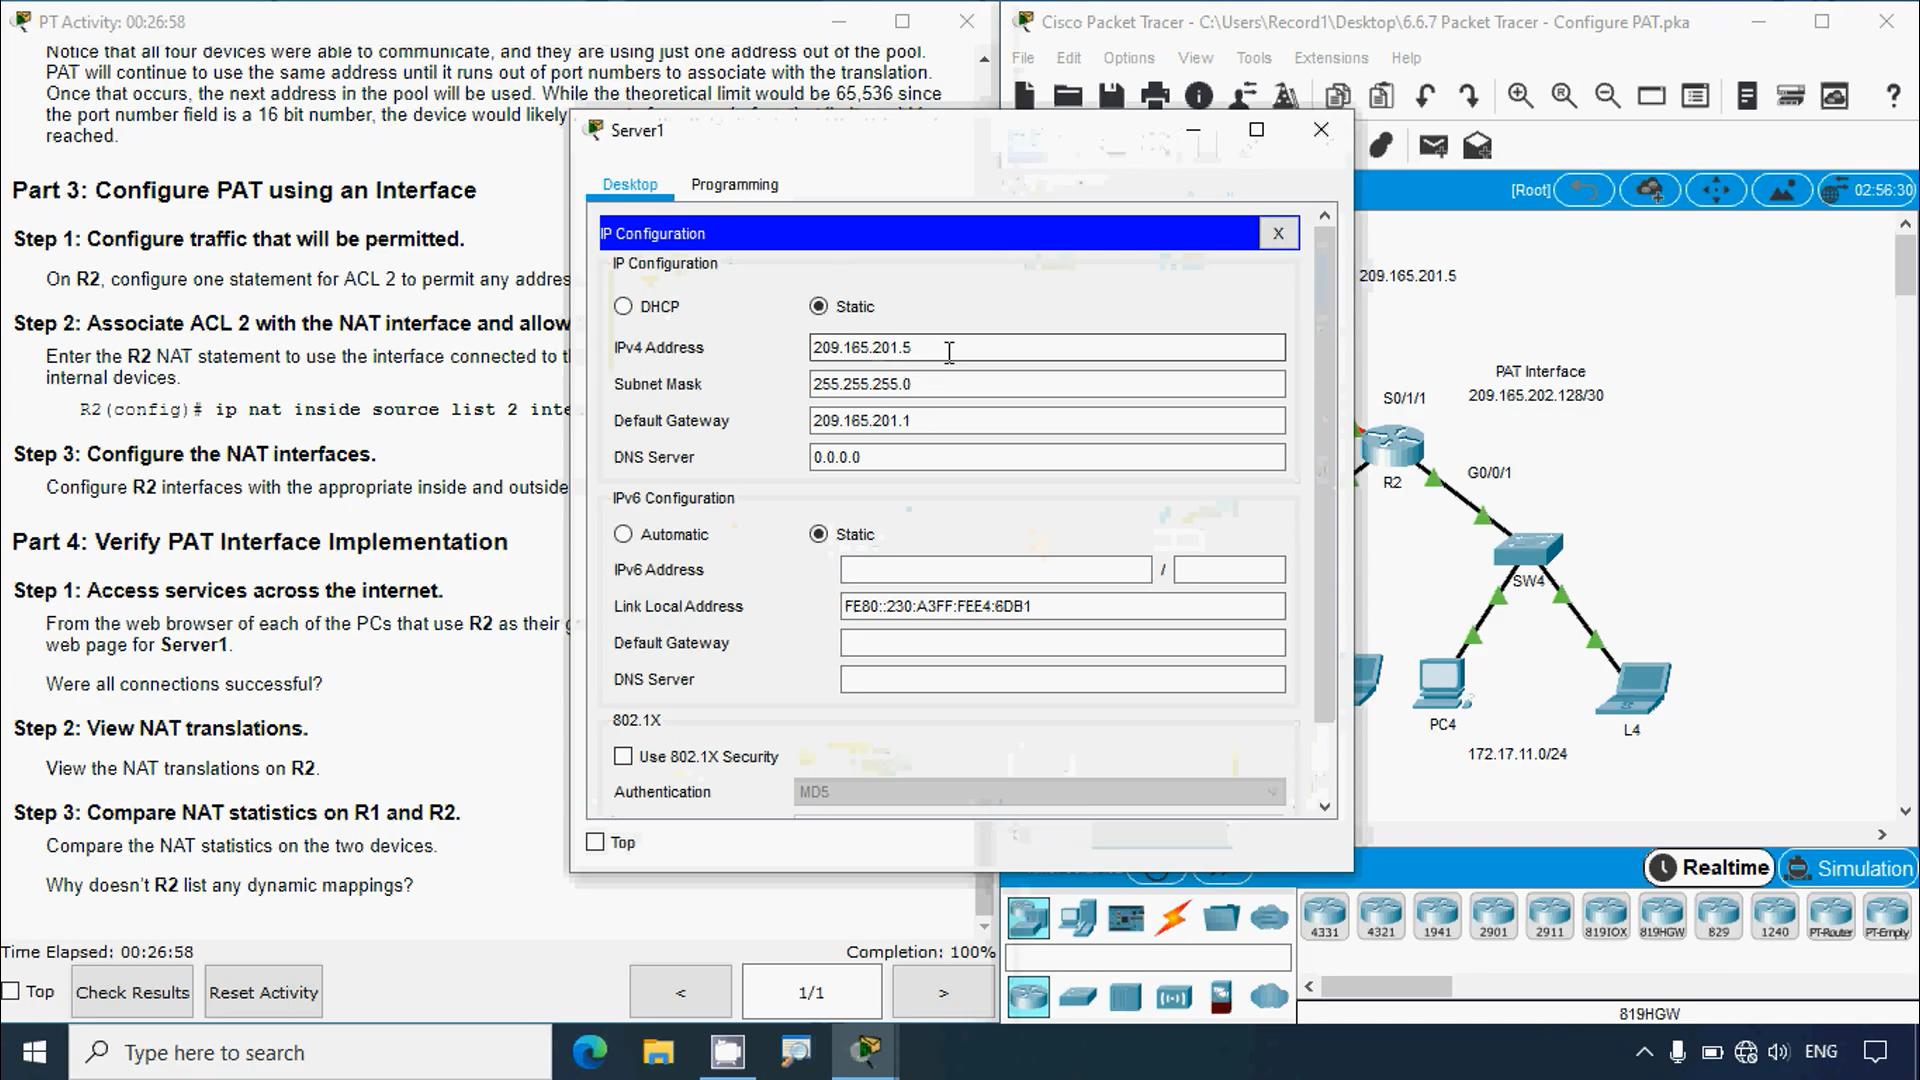 PT Activity: 00:26:58
Notice that all four devices were able to communicate, and they are using just one address out of the pool.
PAT will continue to use the same address until it runs out of port numbers to associate with the translation.
Once that occurs, the next address in the pool will be used. While the theoretical limit would be 65,536 since
the port number field is a 16 bit number, the device would likely
reached.
Part 3: Configure PAT using an Interface
Step 1: Configure traffic that will be permitted.
On R2, configure one statement for ACL 2 to permit any addre
Step 2: Associate ACL 2 with the NAT interface and allow
Enter the R2 NAT statement to use the interface connected to t
internal devices.
R2(config)# ip nat inside source list 2 inte
Step 3: Configure the NAT interfaces.
Configure R2 interfaces with the appropriate inside and outside
Part 4: Verify PAT Interface Implementation
Step 1: Access services across the internet.
From the web browser of each of the PCs that use R2 as their g
web page for Server1.
Were all connections successful?
Step 2: View NAT translations.
View the NAT translations on R2.
Step 3: Compare NAT statistics on R1 and R2.
Compare the NAT statistics on the two devices.
Why doesn't R2 list any dynamic mappings?
Time Elapsed: 00:26:58
Completion: 100%
Top
Check Results
Reset Activity
<
1/1
>
Server1
Desktop
Programming
IP Configuration
X
IP Configuration
DHCP
Static
IPv4 Address
209.165.201.5
Subnet Mask
255.255.255.0
Default Gateway
209.165.201.1
DNS Server
0.0.0.0
IPv6 Configuration
Automatic
Static
IPv6 Address
/
Link Local Address
FE80::230:A3FF:FEE4:6DB1
Default Gateway
DNS Server
802.1X
Use 802.1X Security
Authentication
MD5
Top
Cisco Packet Tracer - C:\Users\Record1\Desktop\6.6.7 Packet Tracer - Configure PAT.pka
File Edit Options View Tools Extensions Help
[Root]
02:56:30
209.165.201.5
PAT Interface
209.165.202.128/30
S0/1/1
R2
G0/0/1
SW4
PC4
L4
172.17.11.0/24
Realtime
Simulation
4331
4321
1941
2901
2911
819IOX
819HGW
829
1240
PT-Router
PT-Empty
819HGW
Type here to search
ENG